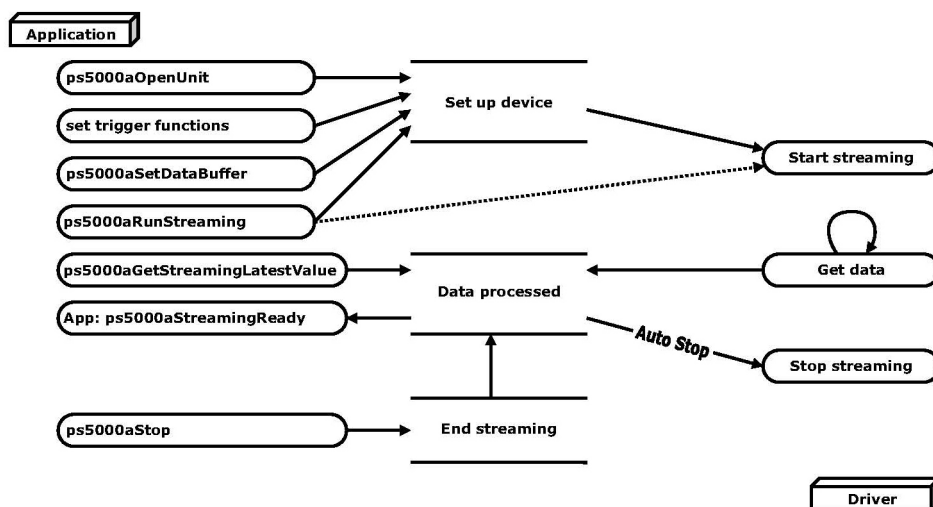 Application
ps5000aOpenUnit
Set up device
set trigger functions
Start streaming
ps5000aSetDataBuffer
ps5000aRunStreaming
ps5000aGetStreamingLatestValue
Get data
Data processed
App: ps5000aStreamingReady
Auto Stop
Stop streaming
ps5000aStop
End streaming
Driver